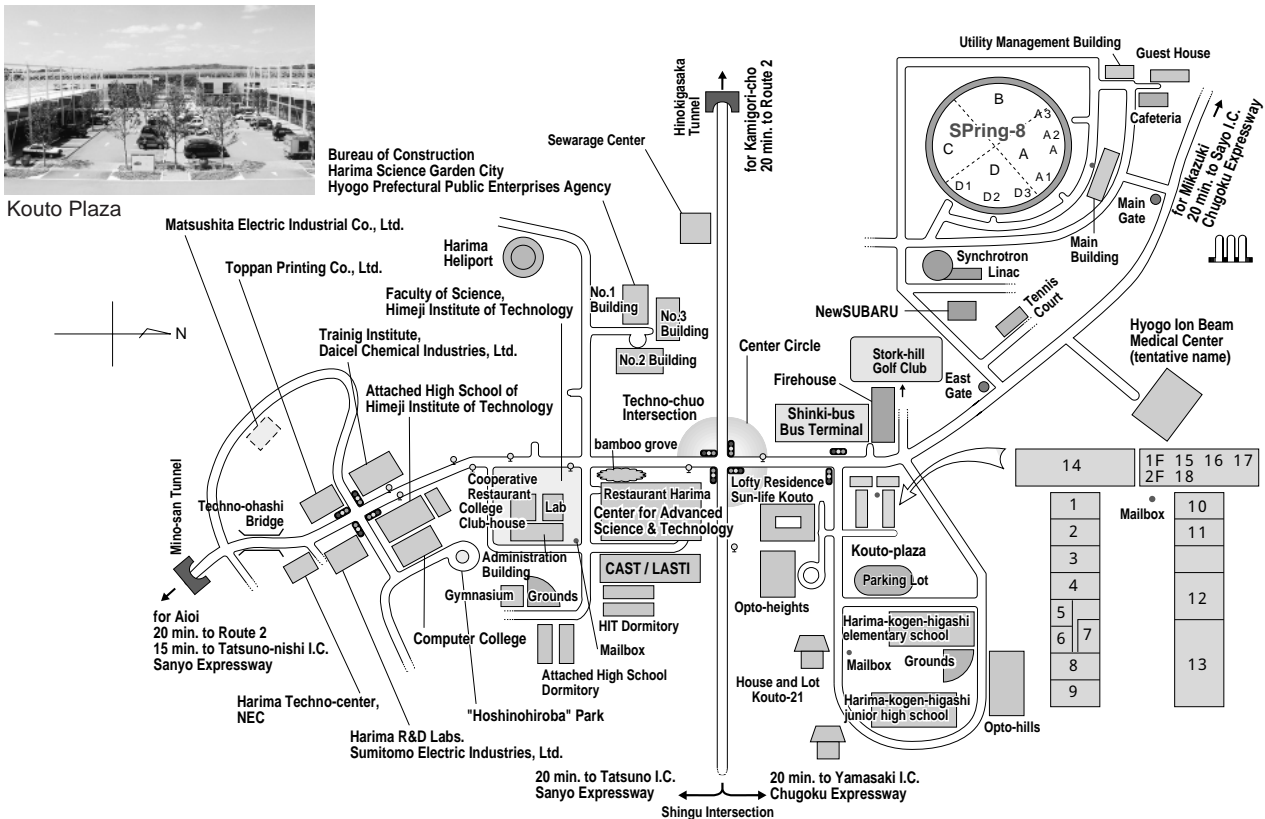 Kouto Plaza
Bureau of Construction
Harima Science Garden City
Hyogo Prefectural Public Enterprises Agency
Sewarage Center
Hinokigasaka
Tunnel
for Kamigori-cho
20 min. to Route 2
Utility Management Building
Guest House
Cafeteria
SPring-8
B
A3
A2
A
A
A1
C
D
D1
D2
D3
Main
Gate
Main
Building
for Mikazuki
20 min. to Sayo I.C.
Chugoku Expressway
Synchrotron
Linac
NewSUBARU
Tennis
Court
Hyogo Ion Beam
Medical Center
(tentative name)
Matsushita Electric Industrial Co., Ltd.
Toppan Printing Co., Ltd.
Harima
Heliport
Faculty of Science,
Himeji Institute of Technology
No.1
Building
No.3
Building
No.2 Building
N
Trainig Institute,
Daicel Chemical Industries, Ltd.
Attached High School of
Himeji Institute of Technology
Center Circle
Stork-hill
Golf Club
Firehouse
East
Gate
Techno-chuo
Intersection
Shinki-bus
Bus Terminal
bamboo grove
Mino-san Tunnel
Techno-ohashi
Bridge
Cooperative
Restaurant
College
Club-house
Lab
Restaurant Harima
Center for Advanced
Science & Technology
Lofty Residence
Sun-life Kouto
Administration
Building
Gymnasium
Grounds
CAST / LASTI
HIT Dormitory
Mailbox
Attached High School
Dormitory
Computer College
"Hoshinohiroba" Park
for Aioi
20 min. to Route 2
15 min. to Tatsuno-nishi I.C.
Sanyo Expressway
Harima Techno-center,
NEC
Harima R&D Labs.
Sumitomo Electric Industries, Ltd.
Opto-heights
House and Lot
Kouto-21
Kouto-plaza
Parking Lot
Harima-kogen-higashi
elementary school
Mailbox
Grounds
Harima-kogen-higashi
junior high school
Opto-hills
14
1F 15 16 17
2F 18
Mailbox
1
2
3
4
5
6
7
8
9
10
11
12
13
20 min. to Tatsuno I.C.
Sanyo Expressway
20 min. to Yamasaki I.C.
Chugoku Expressway
Shingu Intersection